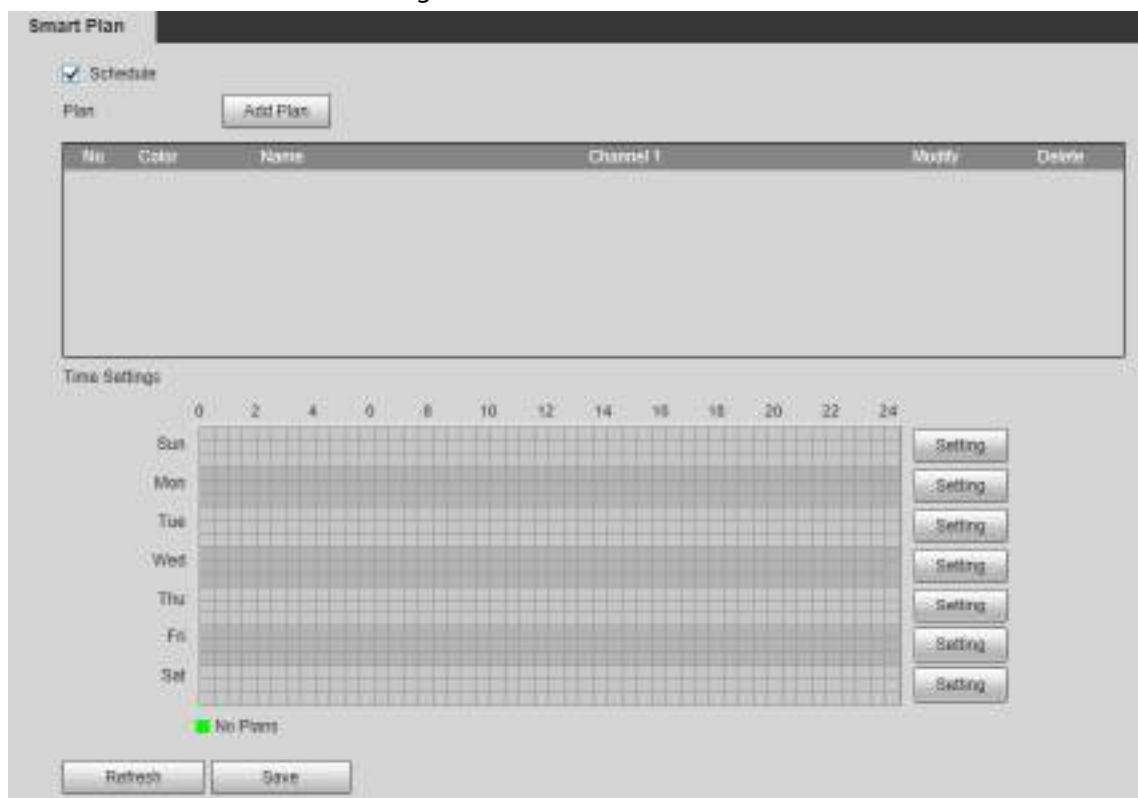 Smart Plan
Schedule
Plan Add Plan
No. Color Name Channel 1 Modify Delete
Time Settings
0 2 4 6 8 10 12 14 16 18 20 22 24
Sun Setting
Mon Setting
Tue Setting
Wed Setting
Thu Setting
Fri Setting
Sat Setting
No Plans
Refresh Save